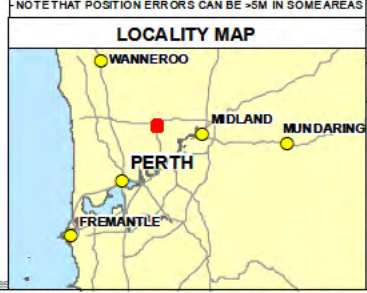 - NOTE THAT POSITION ERRORS CAN BE >5M IN SOME AREAS
LOCALITY MAP
WANNEROO
MIDLAND
MUNDARING
PERTH
FREMANTLE